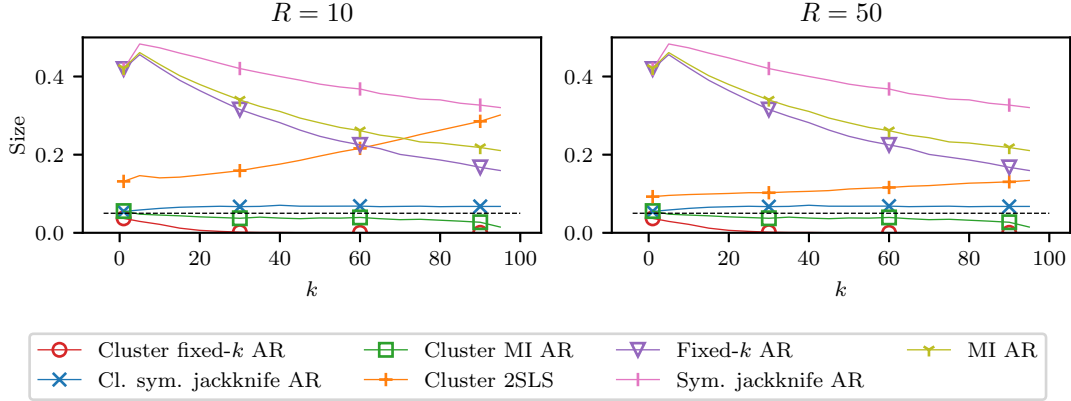 R = 10
R = 50
Size
0.4
0.2
0.0
0
20
40
60
80
100
k
0.4
0.2
0.0
0
20
40
60
80
100
k
Cluster fixed-k AR
Cluster MI AR
Fixed-k AR
MI AR
Cl. sym. jackknife AR
Cluster 2SLS
Sym. jackknife AR